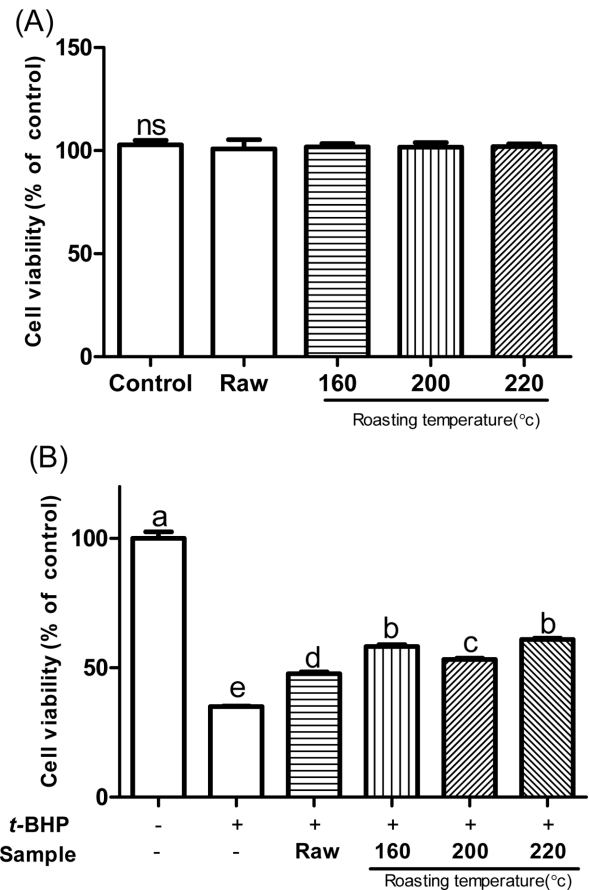 (A)
Cell viability (% of control)
150
100
50
0
ns
Control Raw 160 200 220
Roasting temperature(°c)
(B)
Cell viability (% of control)
100
50
0
a
e
d
b
c
b
t-BHP - + + + + +
Sample - - Raw 160 200 220
Roasting temperature(°c)